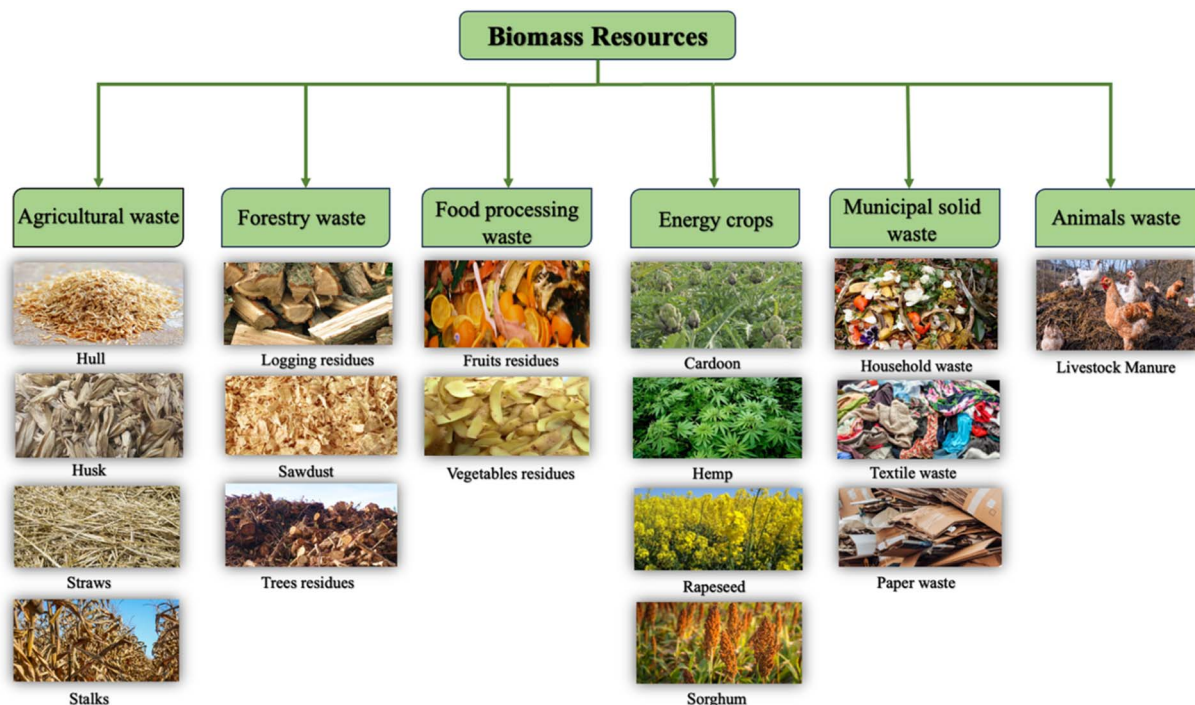 Biomass Resources
Agricultural waste
Forestry waste
Food processing
waste
Energy crops
Municipal solid
waste
Animals waste
Hull
Logging residues
Fruits residues
Cardoon
Household waste
Livestock Manure
Husk
Sawdust
Vegetables residues
Hemp
Textile waste
Straws
Trees residues
Rapeseed
Paper waste
Stalks
Sorghum